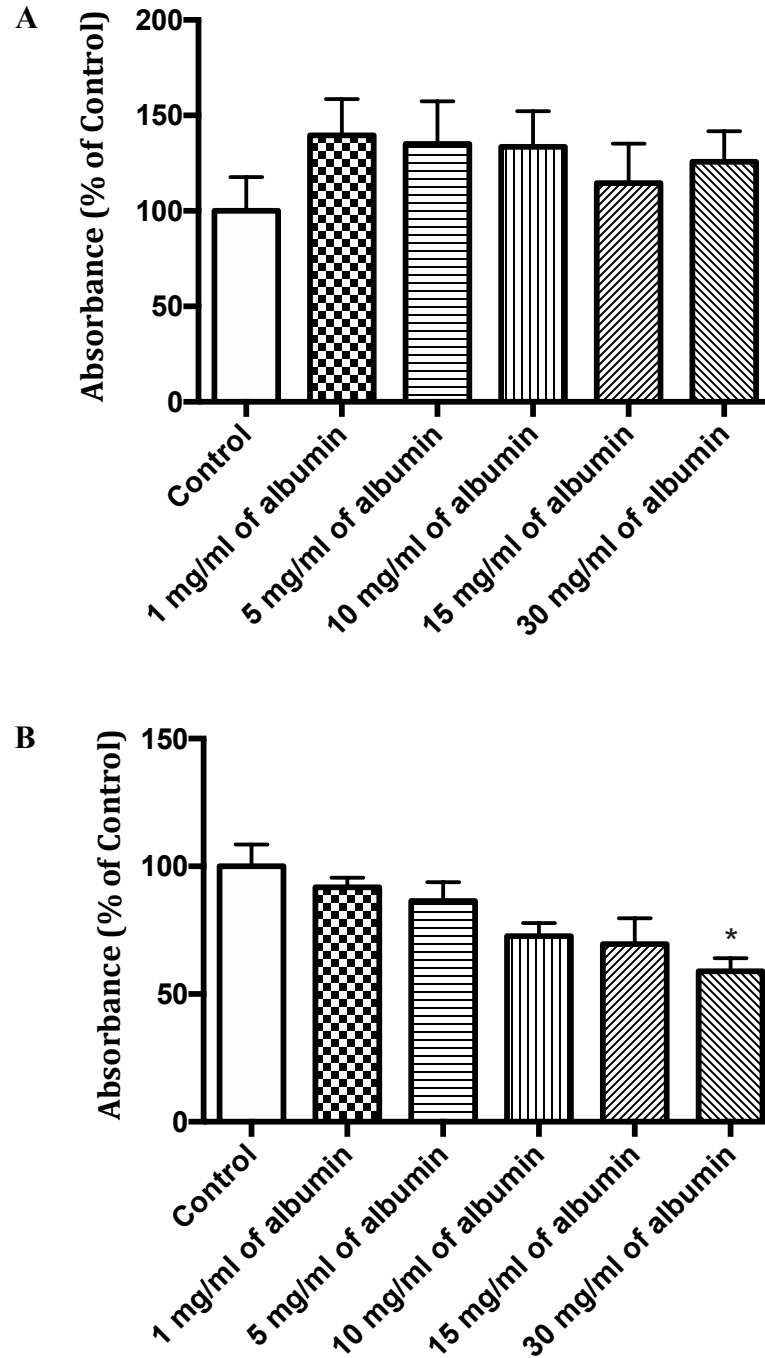 A
Absorbance (% of Control)
200
150
100
50
0
Control
1 mg/ml of albumin
5 mg/ml of albumin
10 mg/ml of albumin
15 mg/ml of albumin
30 mg/ml of albumin
B
Absorbance (% of Control)
150
100
50
0
*
Control
1 mg/ml of albumin
5 mg/ml of albumin
10 mg/ml of albumin
15 mg/ml of albumin
30 mg/ml of albumin